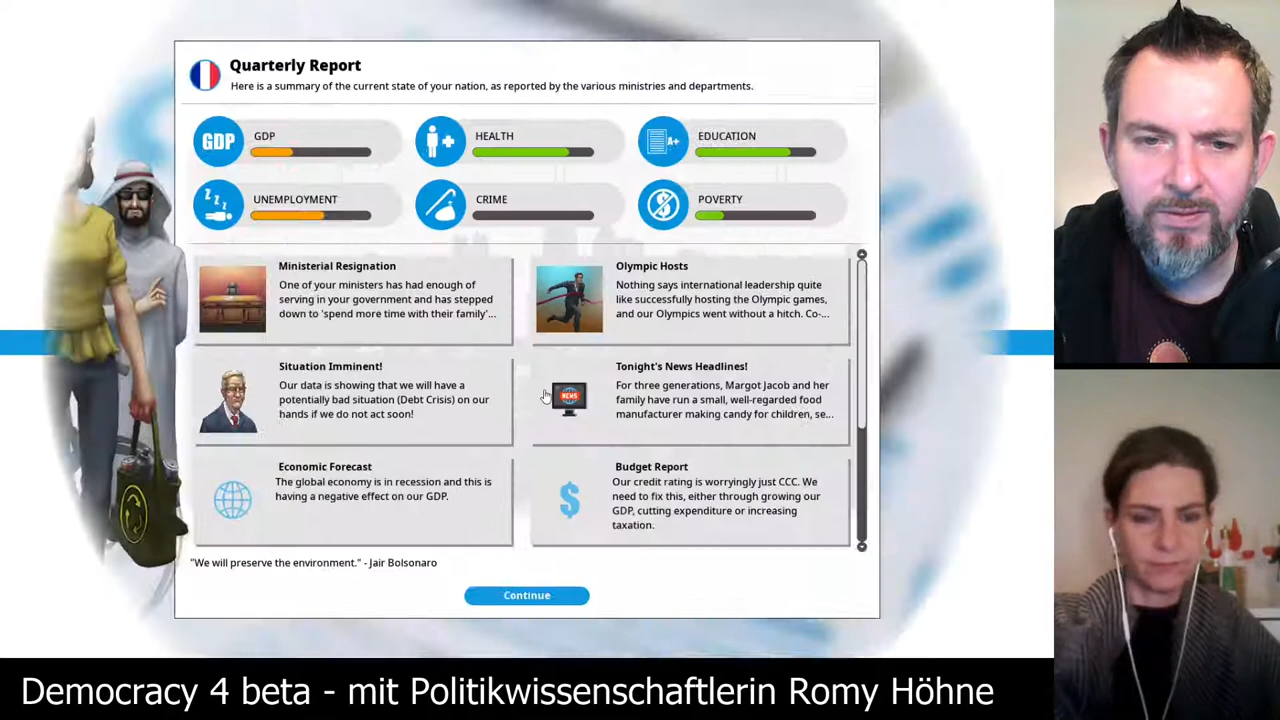 Quarterly Report
Here is a summary of the current state of your nation, as reported by the various ministries and departments.
GDP
GDP
HEALTH
A+
EDUCATION
Z Z Z
UNEMPLOYMENT
CRIME
POVERTY
Ministerial Resignation
One of your ministers has had enough of
serving in your government and has stepped
down to 'spend more time with their family'...
Olympic Hosts
Nothing says international leadership quite
like successfully hosting the Olympic games,
and our Olympics went without a hitch. Co-...
Situation Imminent!
Our data is showing that we will have a
potentially bad situation (Debt Crisis) on our
hands if we do not act soon!
NEWS
Tonight's News Headlines!
For three generations, Margot Jacob and her
family have run a small, well-regarded food
manufacturer making candy for children, se...
Economic Forecast
The global economy is in recession and this is
having a negative effect on our GDP.
$
Budget Report
Our credit rating is worryingly just CCC. We
need to fix this, either through growing our
GDP, cutting expenditure or increasing
taxation.
"We will preserve the environment." - Jair Bolsonaro
Continue
Democracy 4 beta - mit Politikwissenschaftlerin Romy Höhne